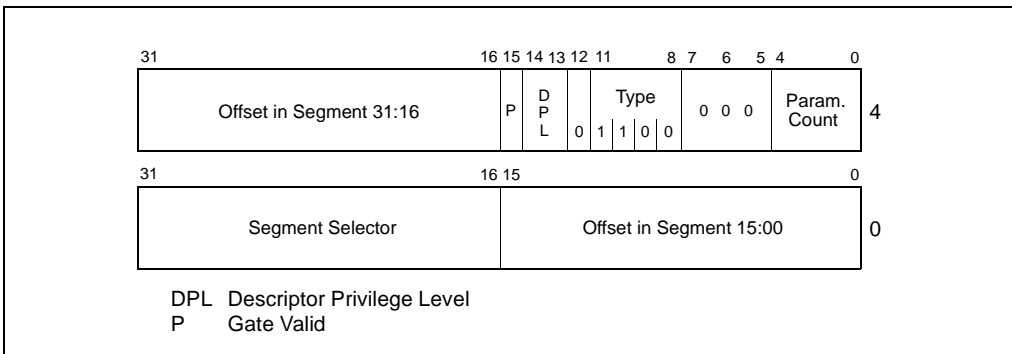 31 16 15 14 13 12 11 8 7 6 5 4 0
Offset in Segment 31:16 P D P L 0 Type 1 1 0 0 0 0 0 Param. Count 4
31 16 15 0
Segment Selector Offset in Segment 15:00 0
DPL Descriptor Privilege Level
P Gate Valid